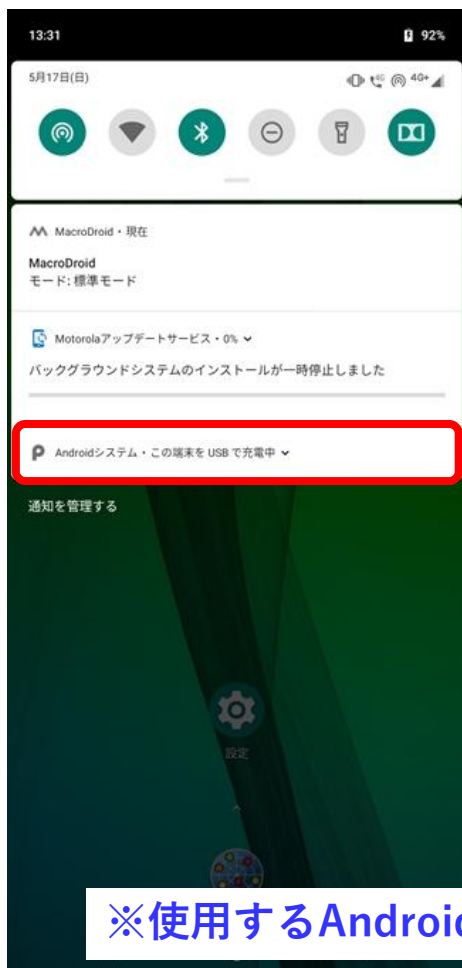 13:31 92%
5月17日(日) 4G 4G+
MacroDroid・現在
MacroDroid
モード: 標準モード
Motorolaアップデートサービス・0%
バックグラウンドシステムのインストールが一時停止しました
Androidシステム・この端末を USB で充電中
通知を管理する
設定
※使用するAndroid